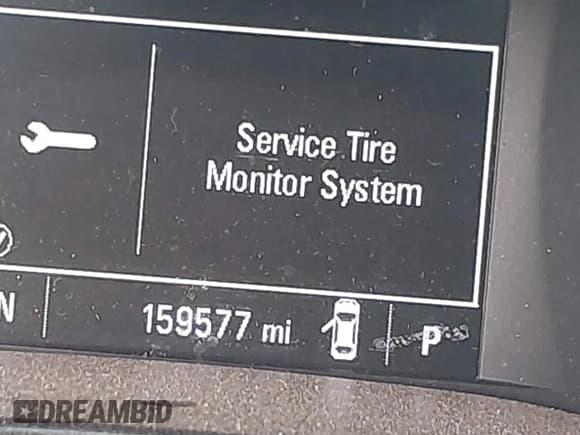 Service Tire
Monitor System
N
159577 mi
P
DREAMBID